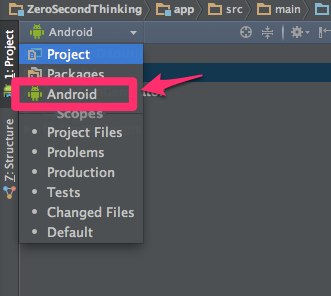 ZeroSecondThinking app src main
Android
1: Project
Project
Packages
Android
Scopes
Project Files
Problems
Production
Tests
Changed Files
Default
Z: Structure